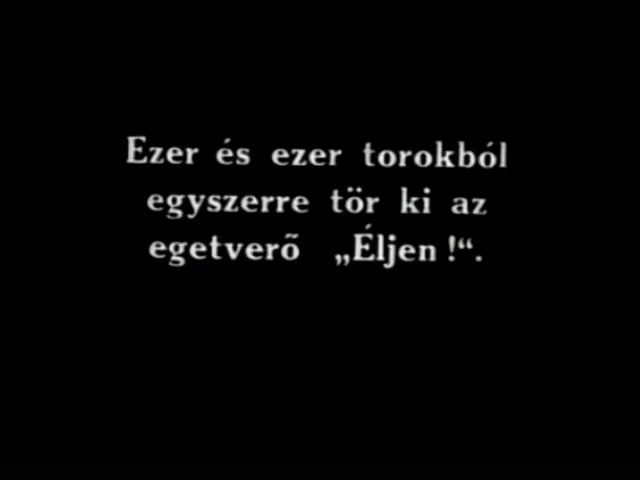 Ezer és ezer torokból
egyszerre tör ki az
egetverő „Éljen !“.